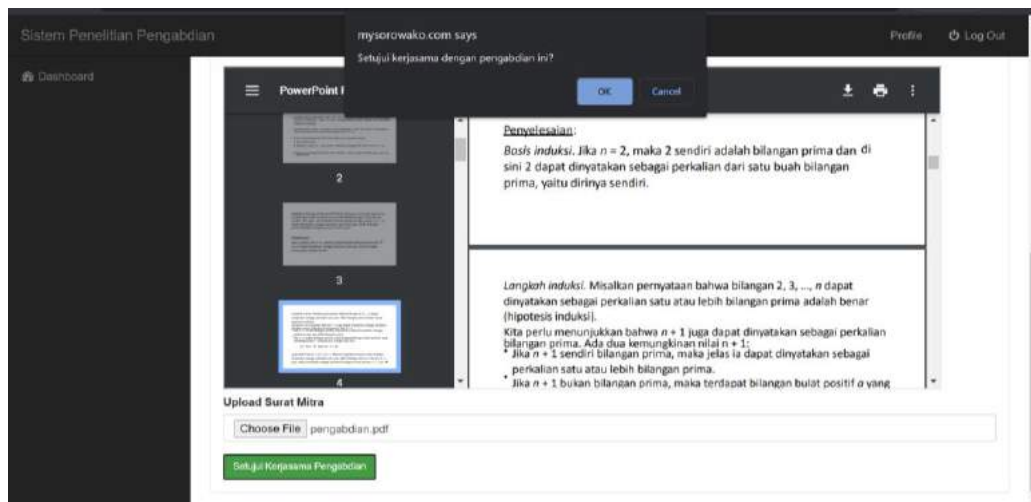 Sistem Penelitian Pengabdian
mysorowako.com says
Setujui kerjasama dengan pengabdian ini?
OK
Cancel
Profile
Log Out
Dashboard
PowerPoint
2
3
4
Penyelesaian:
Basis induksi. Jika n = 2, maka 2 sendiri adalah bilangan prima dan di
sini 2 dapat dinyatakan sebagai perkalian dari satu buah bilangan
prima, yaitu dirinya sendiri.
Langkah induksi. Misalkan pernyataan bahwa bilangan 2, 3, ..., n dapat
dinyatakan sebagai perkalian satu atau lebih bilangan prima adalah benar
(hipotesis induksi).
Kita perlu menunjukkan bahwa n + 1 juga dapat dinyatakan sebagai perkalian
bilangan prima. Ada dua kemungkinan nilai n + 1:
* Jika n + 1 sendiri bilangan prima, maka jelas ia dapat dinyatakan sebagai
perkalian satu atau lebih bilangan prima.
* Jika n + 1 bukan bilangan prima, maka terdapat bilangan bulat positif a yang
Upload Surat Mitra
Choose File pengabdian.pdf
Setujui Kerjasama Pengabdian